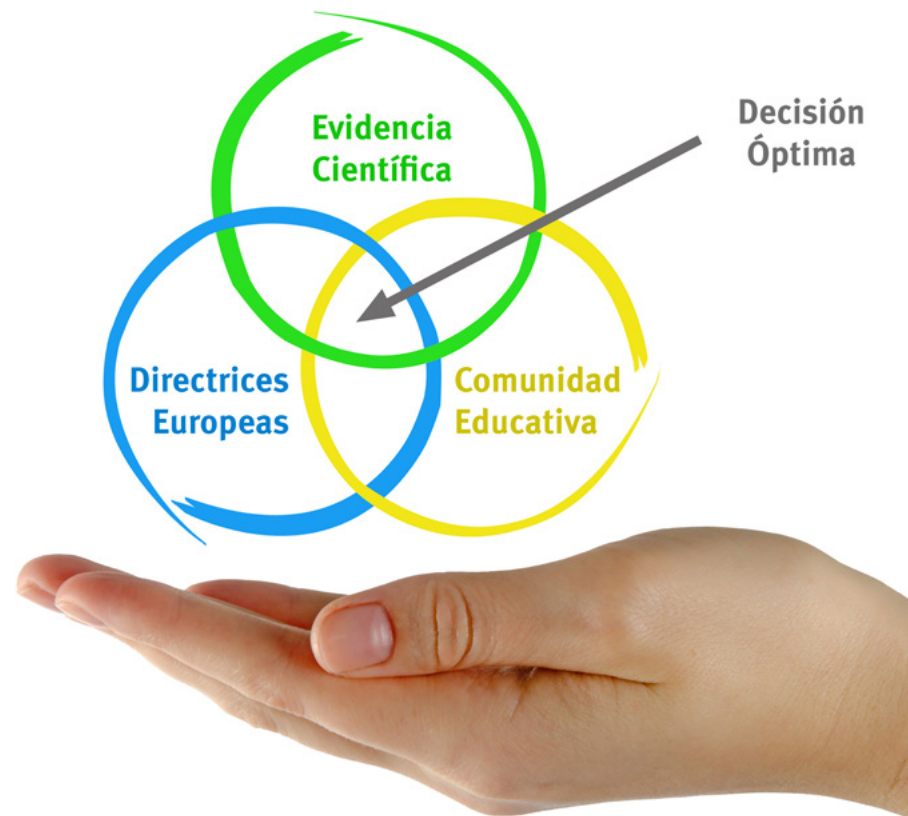 Evidencia
Científica
Decisión
Óptima
Directrices
Europeas
Comunidad
Educativa